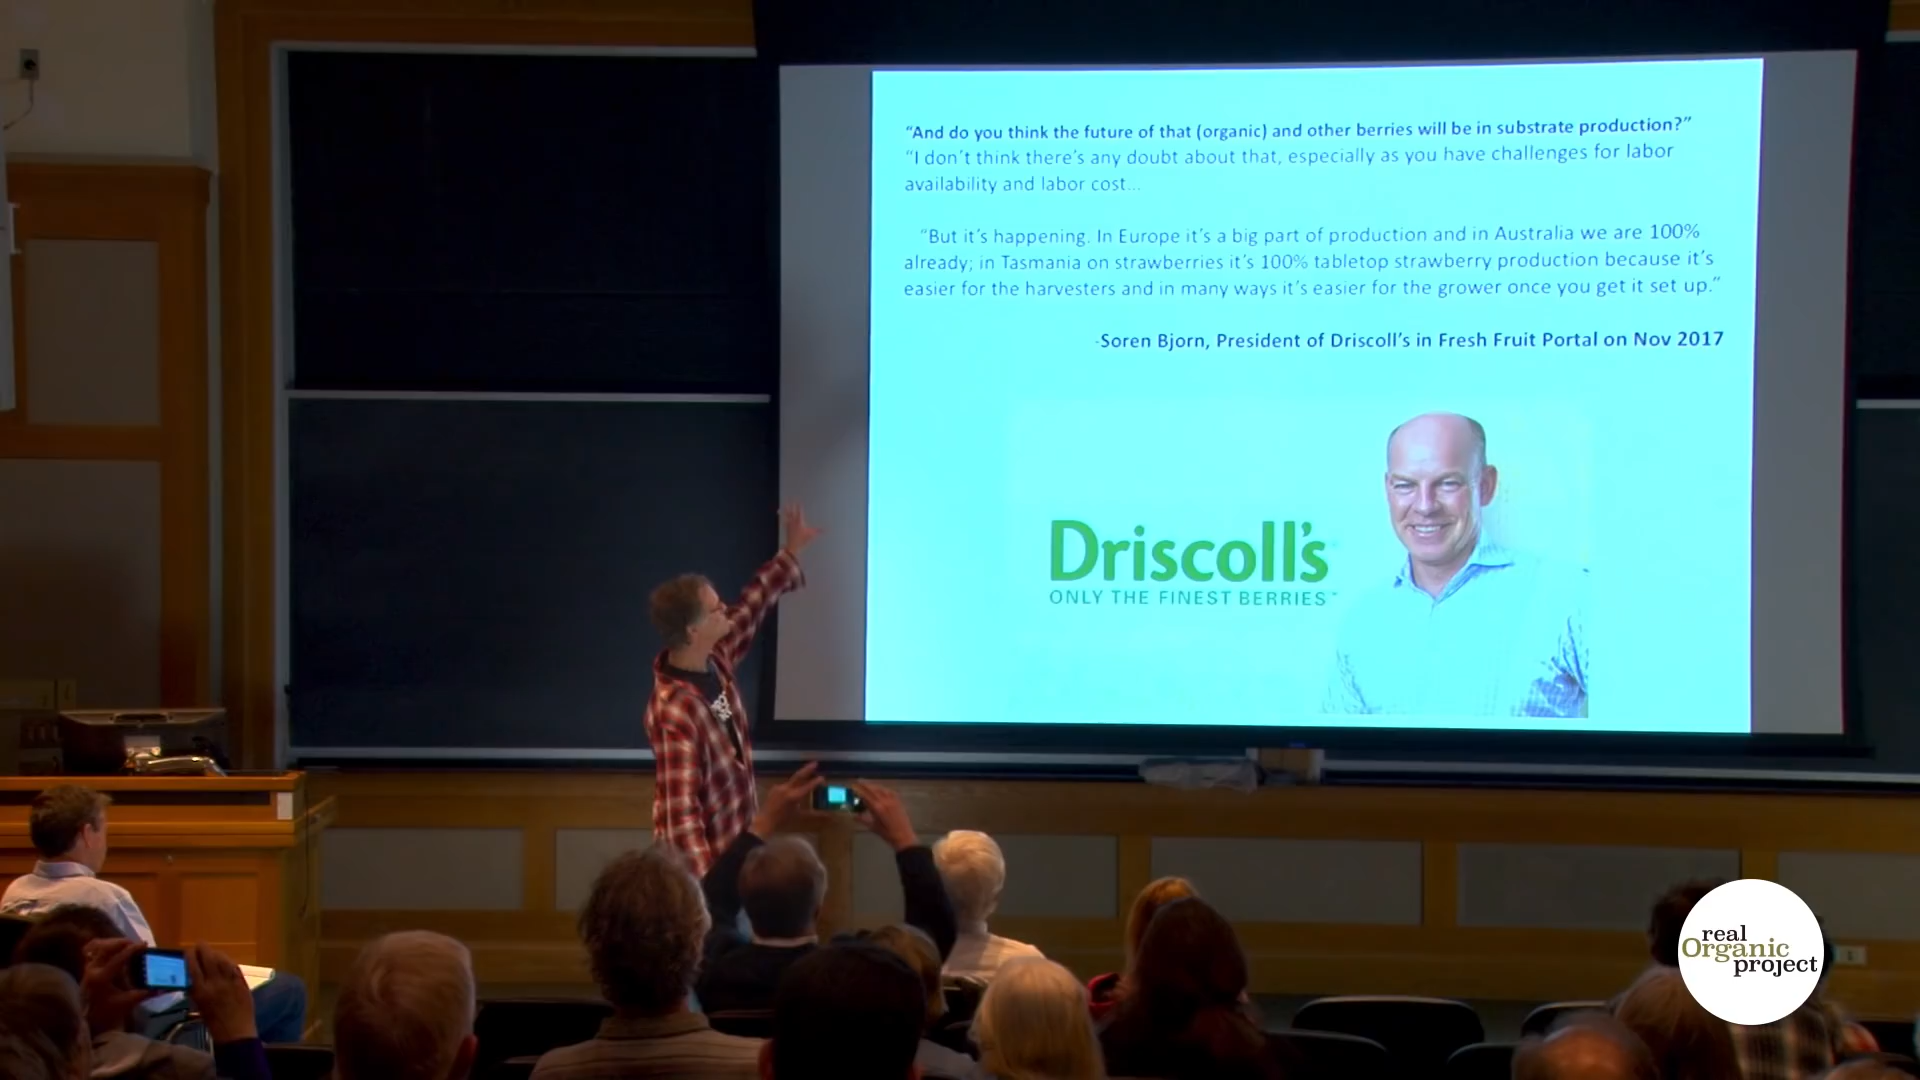 “And do you think the future of that (organic) and other berries will be in substrate production?”
“I don’t think there’s any doubt about that, especially as you have challenges for labor
availability and labor cost...
“But it’s happening. In Europe it’s a big part of production and in Australia we are 100%
already; in Tasmania on strawberries it’s 100% tabletop strawberry production because it’s
easier for the harvesters and in many ways it’s easier for the grower once you get it set up.”
-Soren Bjorn, President of Driscoll’s in Fresh Fruit Portal on Nov 2017
Driscoll’s
ONLY THE FINEST BERRIES
real
Organic
project